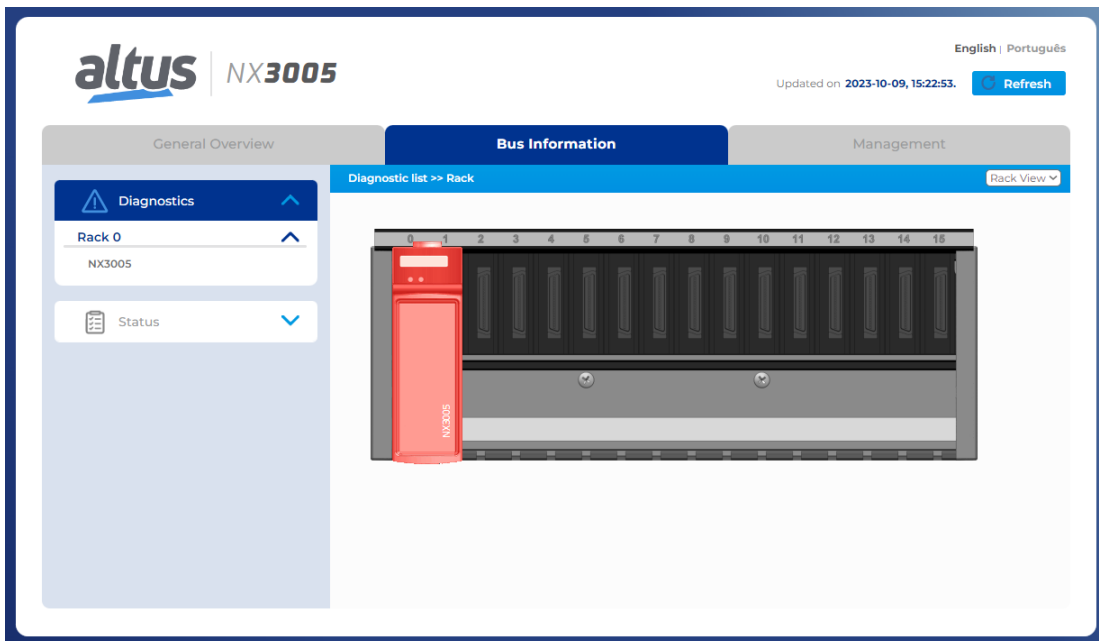 altus NX3005
English | Português
Updated on 2023-10-09, 15:22:53. Refresh
General Overview Bus Information Management
Diagnostic list >> Rack Rack View
Diagnostics
Rack 0
NX3005
Status
0 1 2 3 4 5 6 7 8 9 10 11 12 13 14 15
NX3005